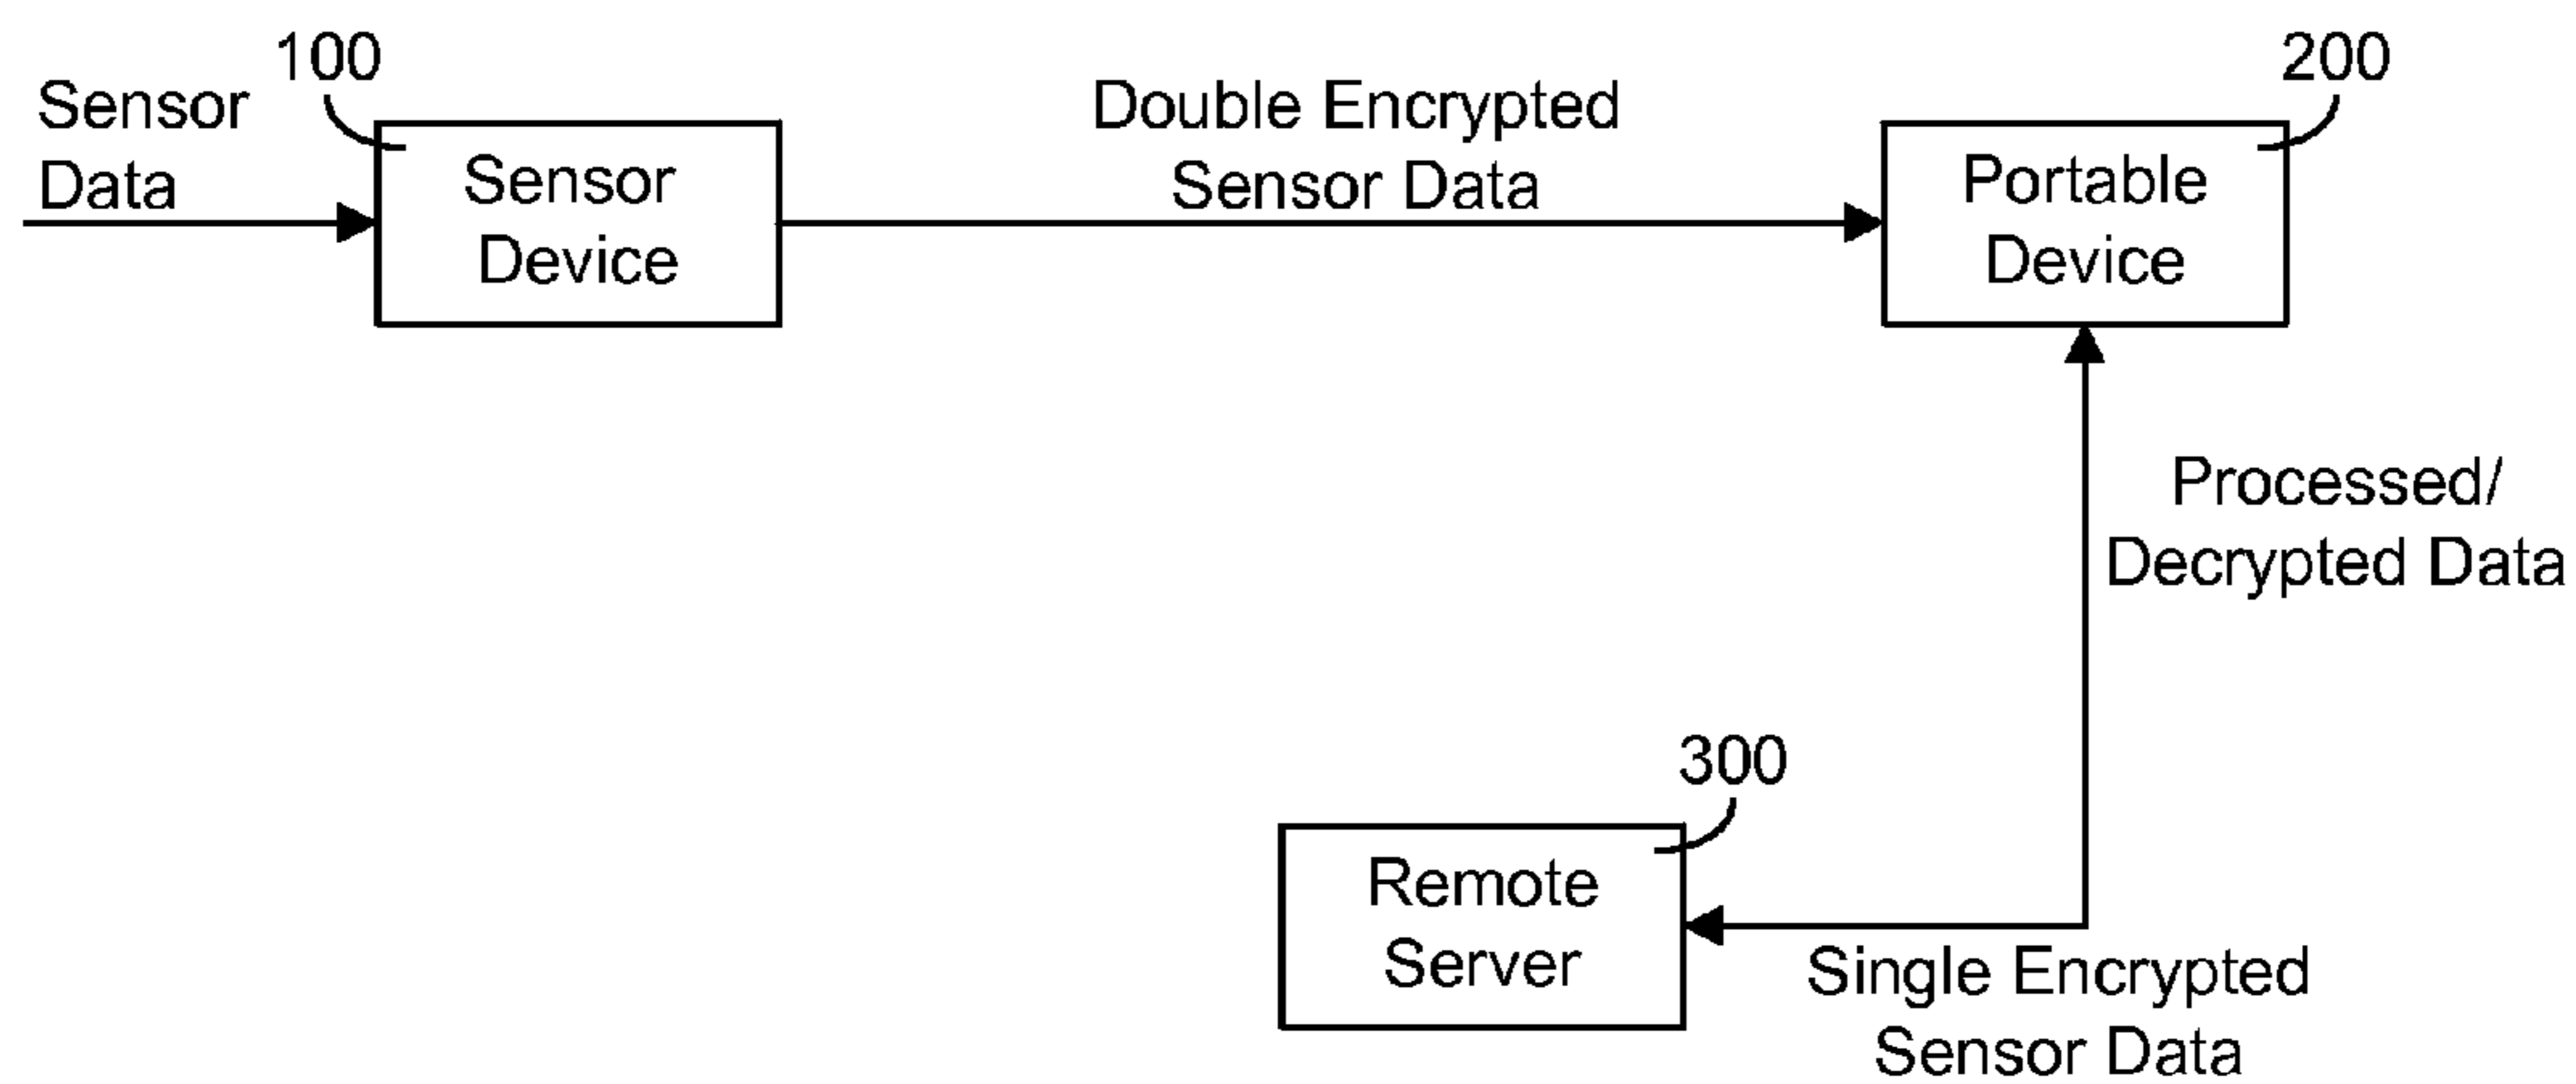 100
Sensor
Data
Sensor
Device
Double Encrypted
Sensor Data
200
Portable
Device
Processed/
Decrypted Data
300
Remote
Server
Single Encrypted
Sensor Data